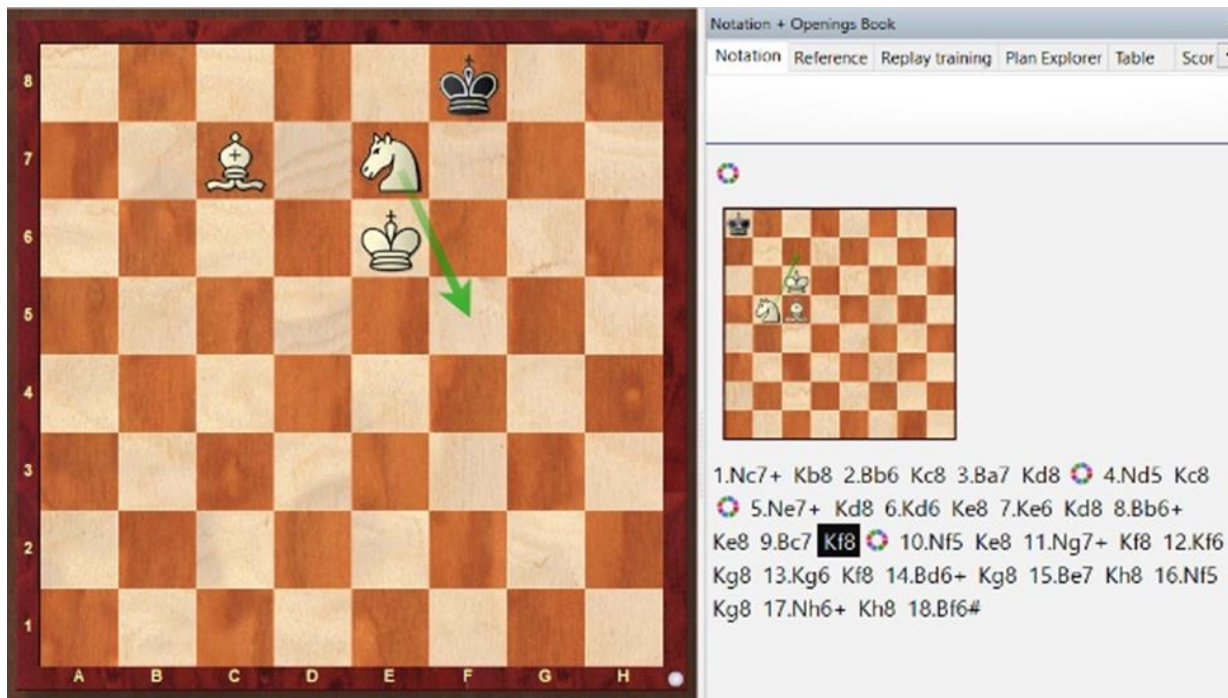 Notation + Openings Book
Notation Reference Replay training Plan Explorer Table Scor
8
7
6
5
4
3
2
1
A B C D E F G H
1.Nc7+ Kb8 2.Bb6 Kc8 3.Ba7 Kd8 4.Nd5 Kc8
5.Ne7+ Kd8 6.Kd6 Ke8 7.Ke6 Kd8 8.Bb6+
Ke8 9.Bc7 Kf8 10.Nf5 Ke8 11.Ng7+ Kf8 12.Kf6
Kg8 13.Kg6 Kf8 14.Bd6+ Kg8 15.Be7 Kh8 16.Nf5
Kg8 17.Nh6+ Kh8 18.Bf6#